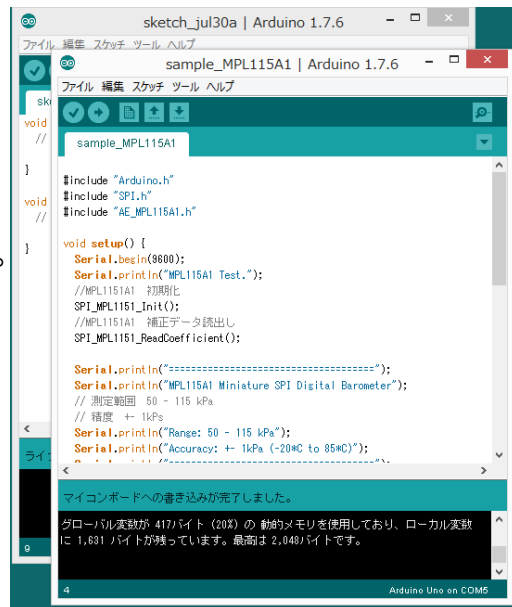 sketch_jul30a | Arduino 1.7.6
ファイル 編集 スケッチ ツール ヘルプ
sample_MPL115A1 | Arduino 1.7.6
ファイル 編集 スケッチ ツール ヘルプ
sk
void
//
}
void
//
}
sample_MPL115A1
#include "Arduino.h"
#include "SPI.h"
#include "AE_MPL115A1.h"
void setup() {
Serial.begin(9600);
Serial.println("MPL115A1 Test.");
//MPL1151A1 初期化
SPI_MPL1151_Init();
//MPL1151A1 補正データ読出し
SPI_MPL1151_ReadCoefficient();
Serial.println("====================================");
Serial.println("MPL115A1 Miniature SPI Digital Barometer");
// 測定範囲 50 - 115 kPa
// 積度 +- 1kPs
Serial.println("Range: 50 - 115 kPa");
Serial.println("Accuracy: +- 1kPa (-20*C to 85*C)");
ライ
マイコンボードへの書き込みが完了しました。
グローバル変数が 417バイト (20%) の 動的メモリを使用しており、ローカル変数
に 1,631 バイトが残っています。最高は 2,048バイトです。
9
4
Arduino Uno on COM5